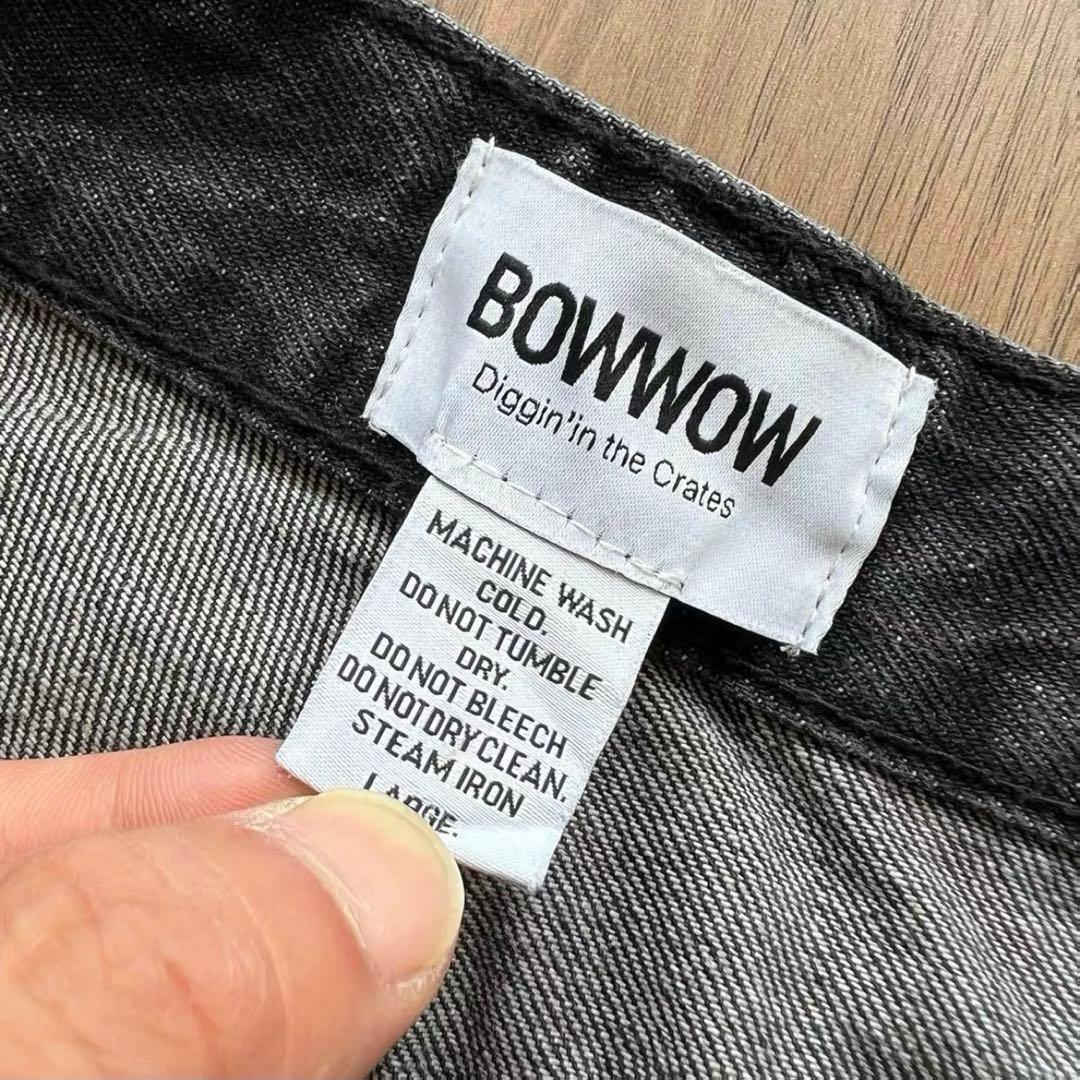 BOWWOW
Diggin'in the Crates
MACHINE WASH
COLD.
DO NOT TUMBLE
DRY.
DO NOT BLEECH
DO NOT DRY CLEAN.
STEAM IRON
LARGE.